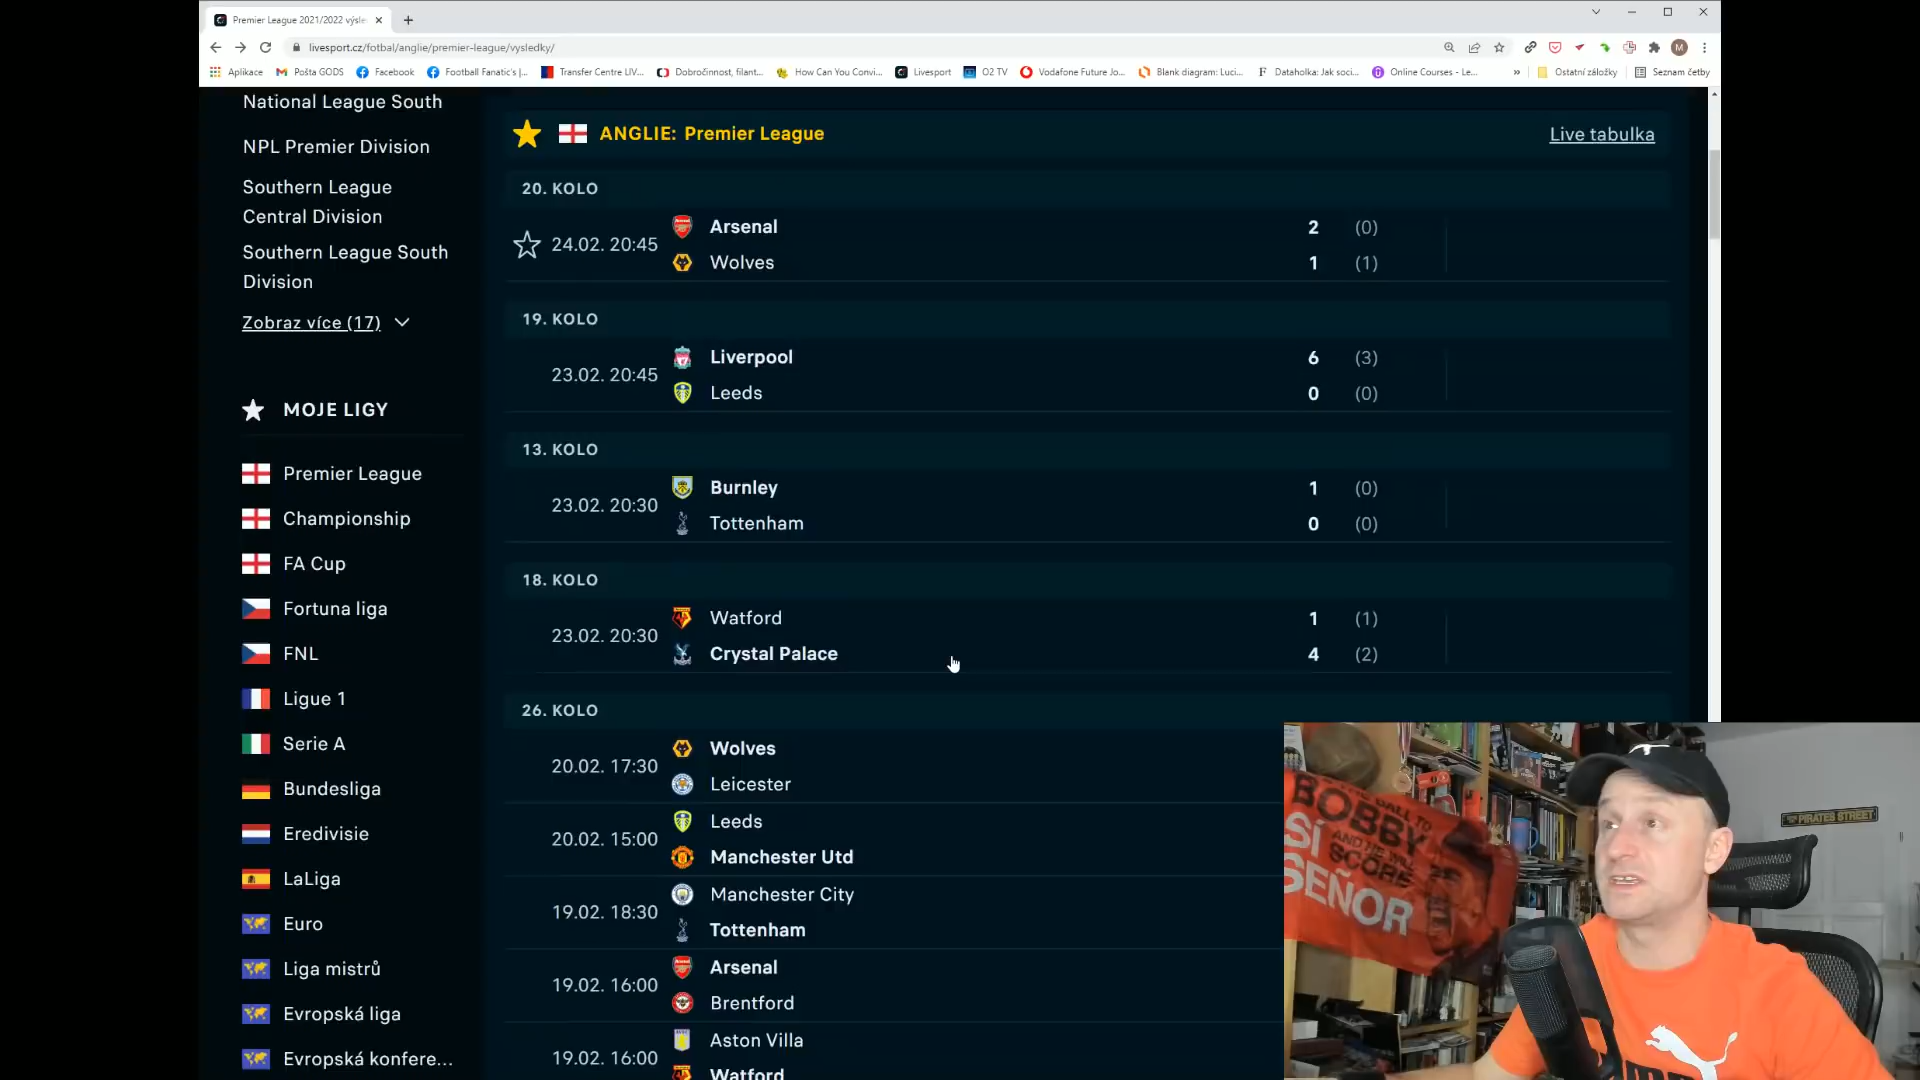 Premier League 2021/2022 výsle
livesport.cz/fotbal/anglie/premier-league/vysledky/
M
Aplikace
Pošta GODS
Facebook
Football Fanatic's |...
Transfer Centre LIV...
Dobročinnost, filant...
How Can You Convi...
Livesport
O2 TV
Vodafone Future Jo...
Blank diagram: Luci...
Dataholka: Jak soci...
Online Courses - Le...
»
Ostatní záložky
Seznam četby
National League South
NPL Premier Division
Southern League
Central Division
Southern League South
Division
Zobraz více (17)
MOJE LIGY
Premier League
Championship
FA Cup
Fortuna liga
FNL
Ligue 1
Serie A
Bundesliga
Eredivisie
LaLiga
Euro
Liga mistrů
Evropská liga
Evropská konfere...
ANGLIE: Premier League
Live tabulka
20. KOLO
24.02. 20:45
Arsenal 2 (0)
Wolves 1 (1)
19. KOLO
23.02. 20:45
Liverpool 6 (3)
Leeds 0 (0)
13. KOLO
23.02. 20:30
Burnley 1 (0)
Tottenham 0 (0)
18. KOLO
23.02. 20:30
Watford 1 (1)
Crystal Palace 4 (2)
26. KOLO
20.02. 17:30
Wolves
Leicester
20.02. 15:00
Leeds
Manchester Utd
19.02. 18:30
Manchester City
Tottenham
19.02. 16:00
Arsenal
Brentford
19.02. 16:00
Aston Villa
Watford
BOBBY
SCORE
SÍ
SEÑOR
PIRATES STREET